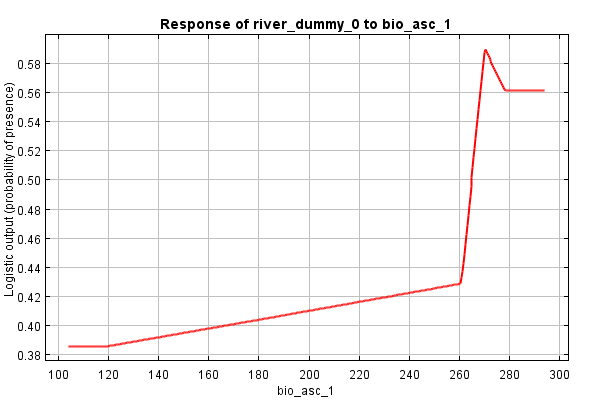 Response of river_dummy_0 to bio_asc_1
Logistic output (probability of presence)
0.58
0.56
0.54
0.52
0.50
0.48
0.46
0.44
0.42
0.40
0.38
100 120 140 160 180 200 220 240 260 280 300
bio_asc_1